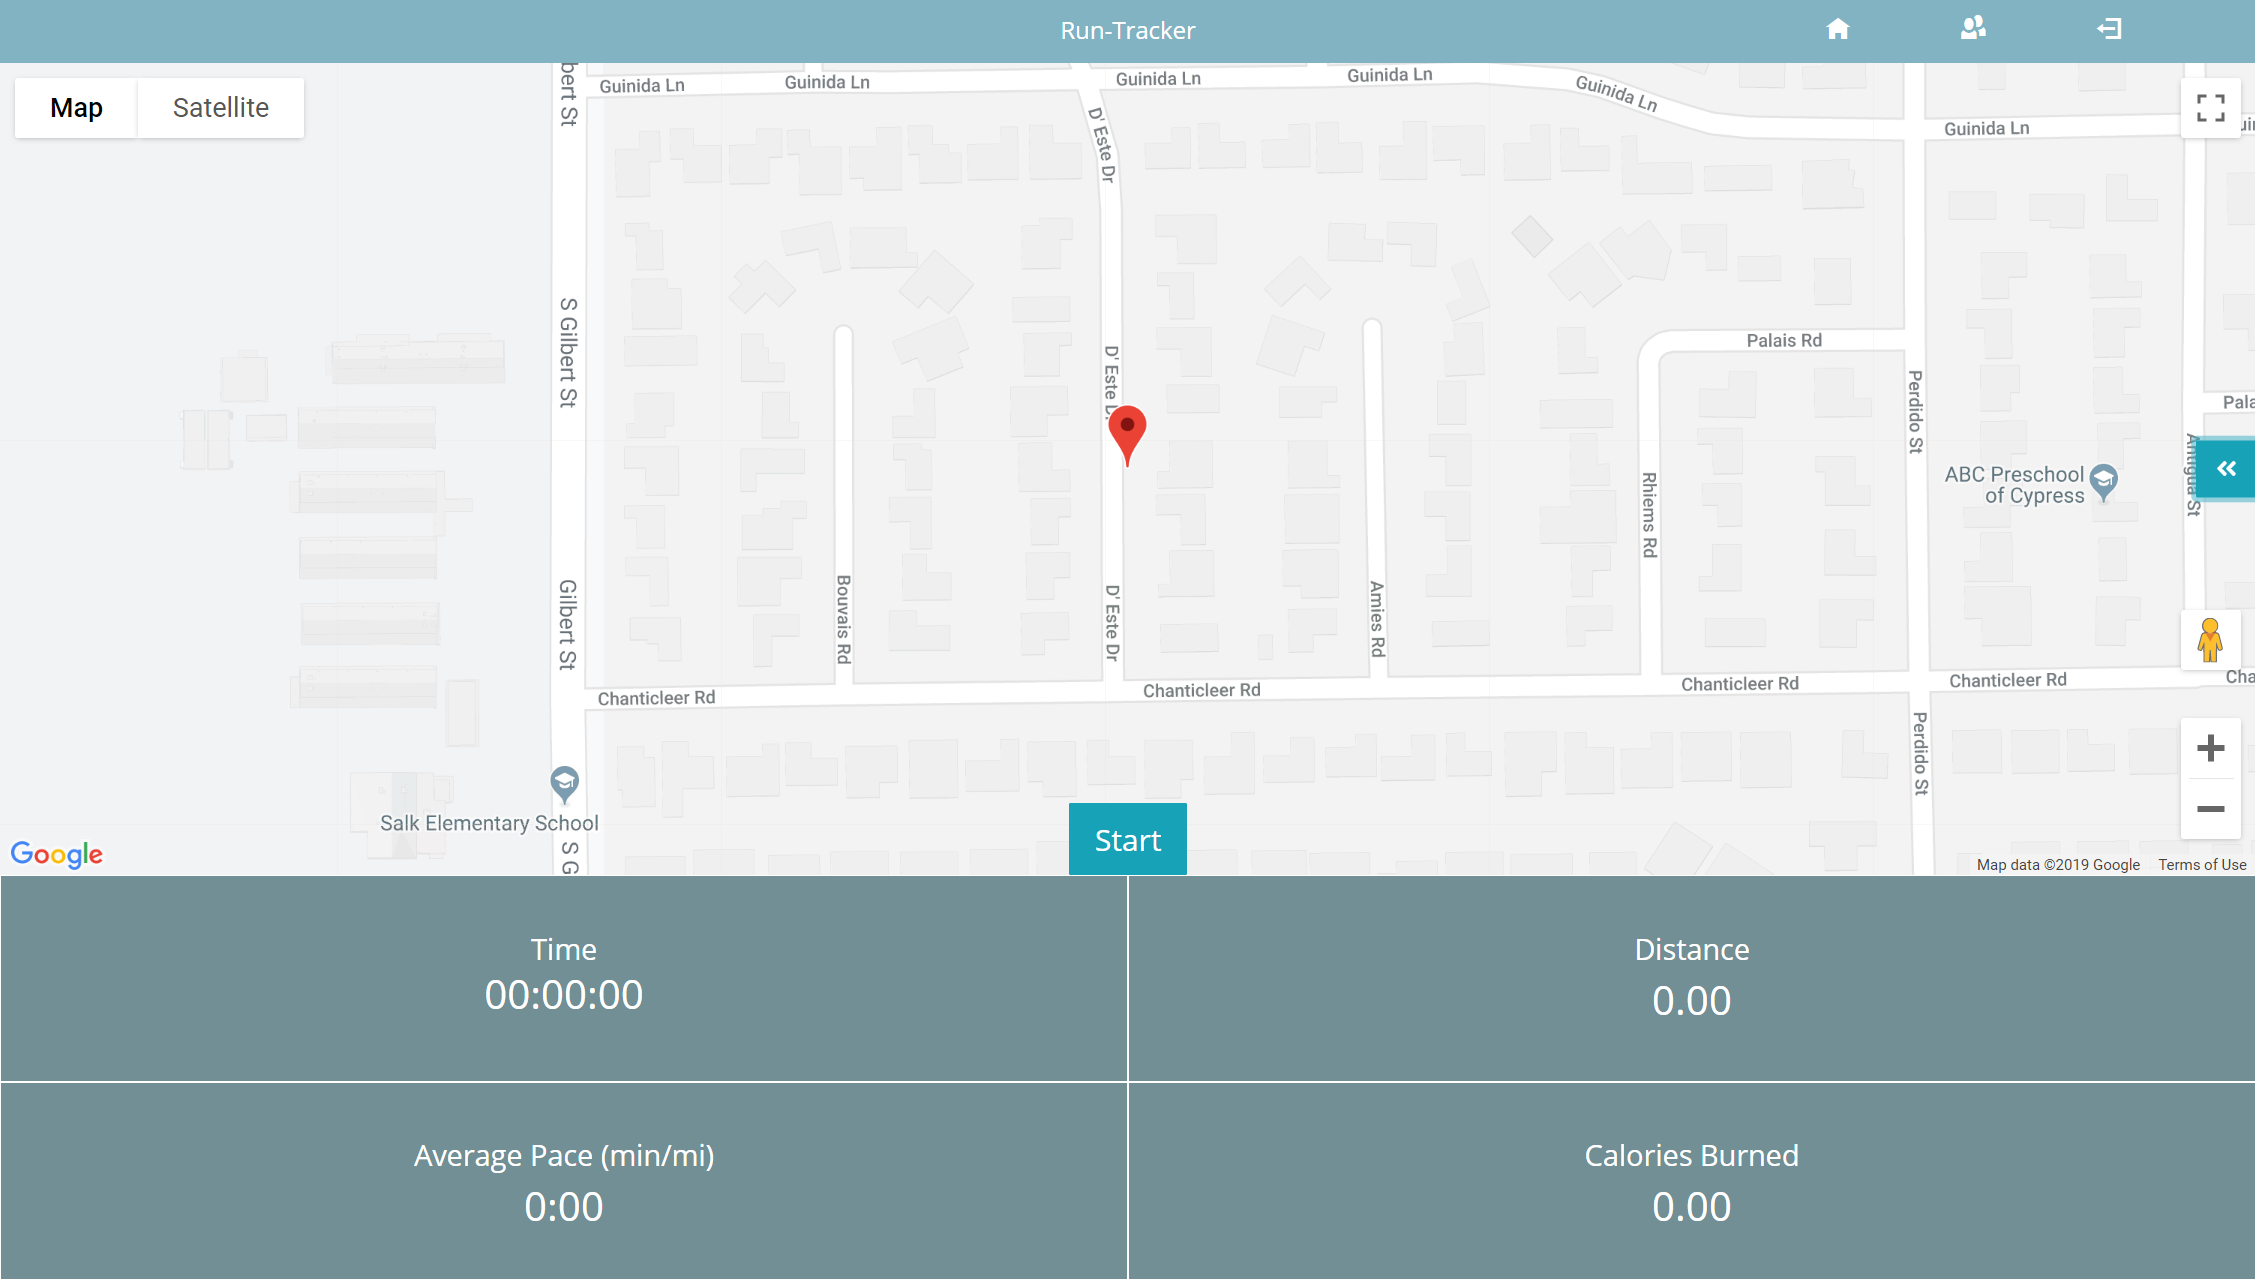 Run-Tracker
Map
Satellite
Guinida Ln
Guinida Ln
Guinida Ln
Guinida Ln
Guinida Ln
Guinida Ln
bert St
D' Este Dr
S Gilbert St
D' Este
Palais Rd
Perdido St
Pala
Antigua St
ABC Preschool
of Cypress
Rhiems Rd
Gilbert St
Bouvais Rd
D' Este Dr
Amies Rd
Chanticleer Rd
Chanticleer Rd
Chanticleer Rd
Chanticleer Rd
Cha
Perdido St
Salk Elementary School
S G
Google
Start
Map data ©2019 Google
Terms of Use
Time
00:00:00
Distance
0.00
Average Pace (min/mi)
0:00
Calories Burned
0.00